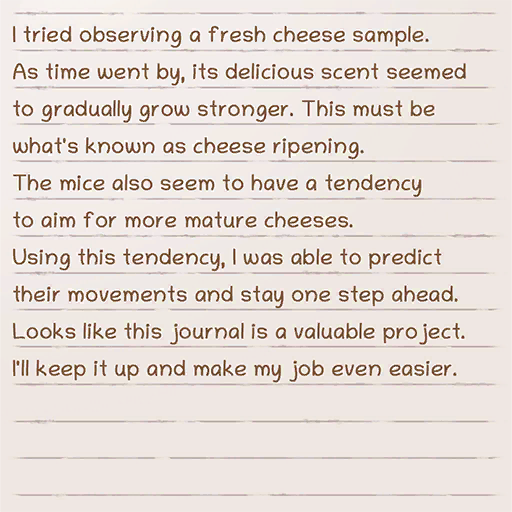 I tried observing a fresh cheese sample.
As time went by, its delicious scent seemed
to gradually grow stronger. This must be
what's known as cheese ripening.
The mice also seem to have a tendency
to aim for more mature cheeses.
Using this tendency, I was able to predict
their movements and stay one step ahead.
Looks like this journal is a valuable project.
I'll keep it up and make my job even easier.